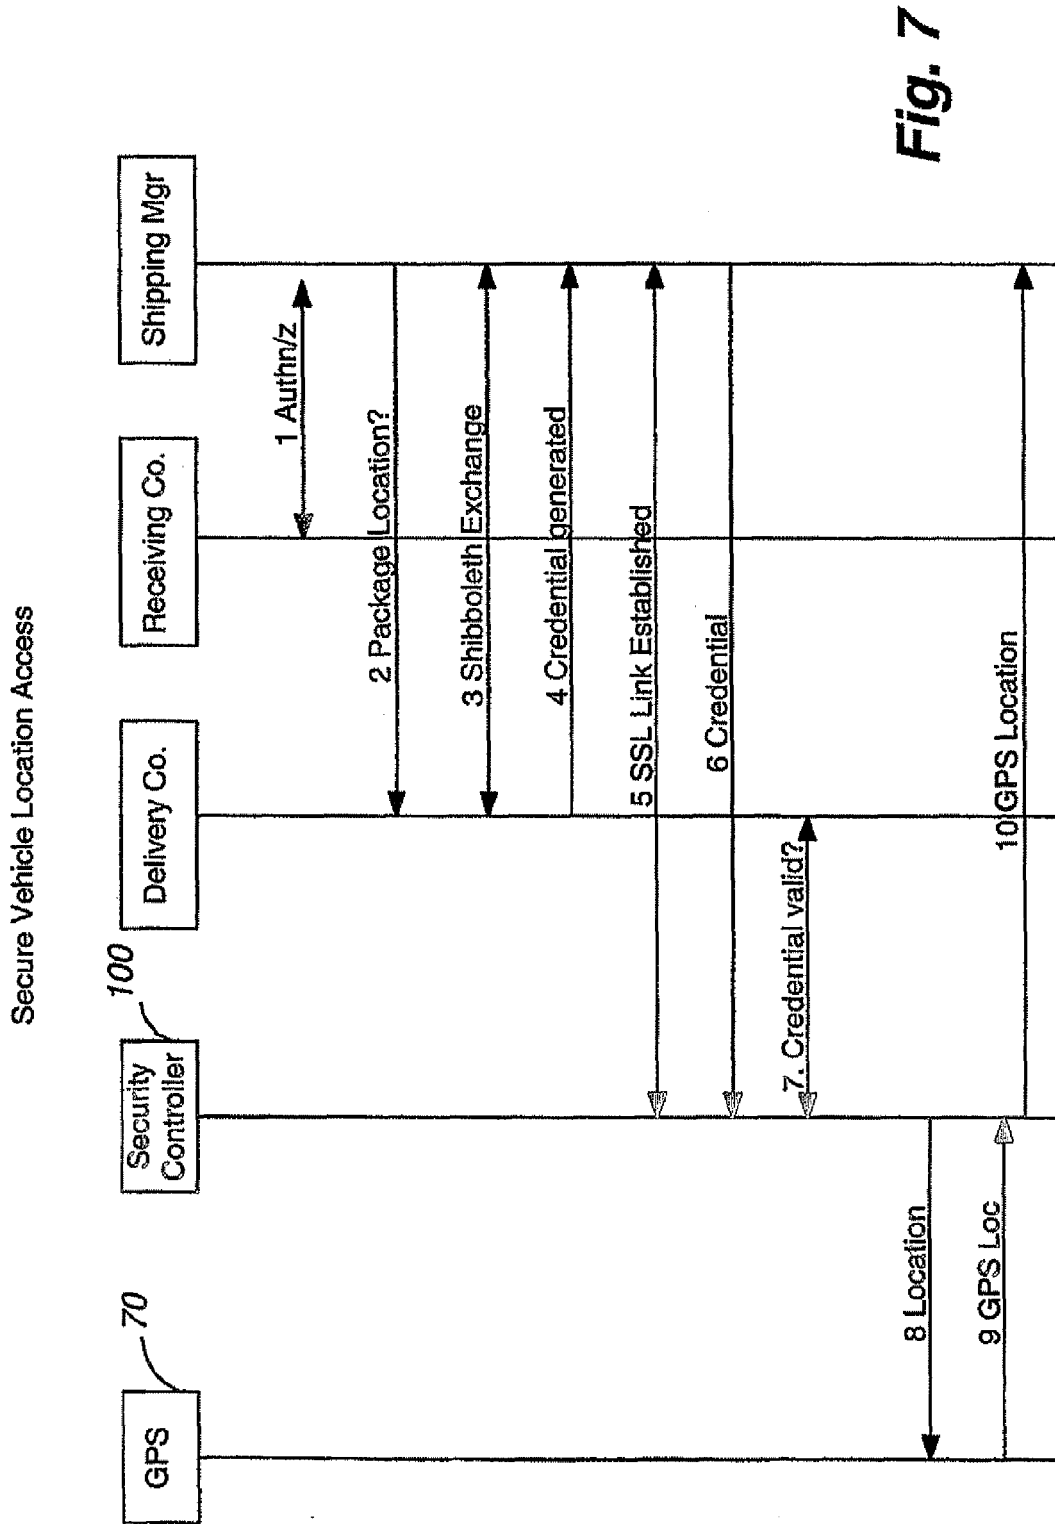 Secure Vehicle Location Access
GPS
70
Security
Controller
100
Delivery Co.
Receiving Co.
Shipping Mgr
1 Authn/z
2 Package Location?
3 Shibboleth Exchange
4 Credential generated
5 SSL Link Established
6 Credential
7. Credential valid?
8 Location
9 GPS Loc
10 GPS Location
Fig. 7